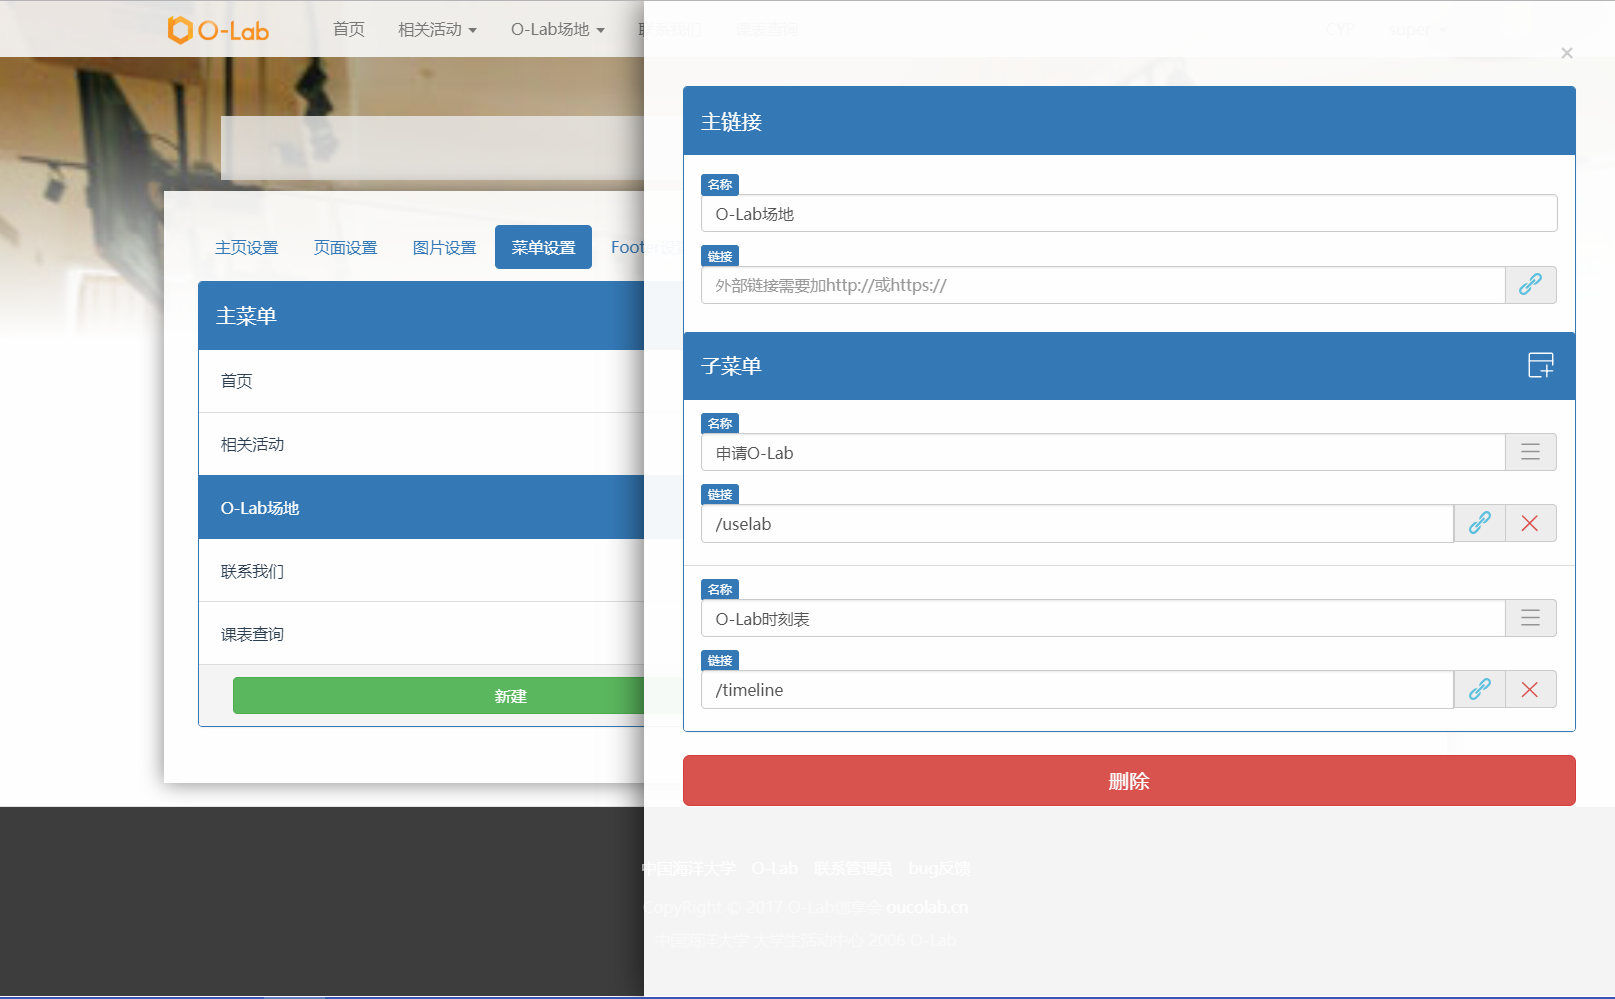 O-Lab 首页 相关活动 O-Lab场地 联系我们 课表查询 CYP super
×
主页设置 页面设置 图片设置 菜单设置 Footer设置
主菜单
首页
相关活动
O-Lab场地
联系我们
课表查询
新建
主链接
名称
O-Lab场地
链接
外部链接需要加http://或https://
子菜单
名称
申请O-Lab
链接
/uselab
名称
O-Lab时刻表
链接
/timeline
删除
中国海洋大学 O-Lab 联系管理员 bug反馈
CopyRight © 2017 O-Lab创享会 oucolab.cn
中国海洋大学 大学生活动中心 2006 O-Lab